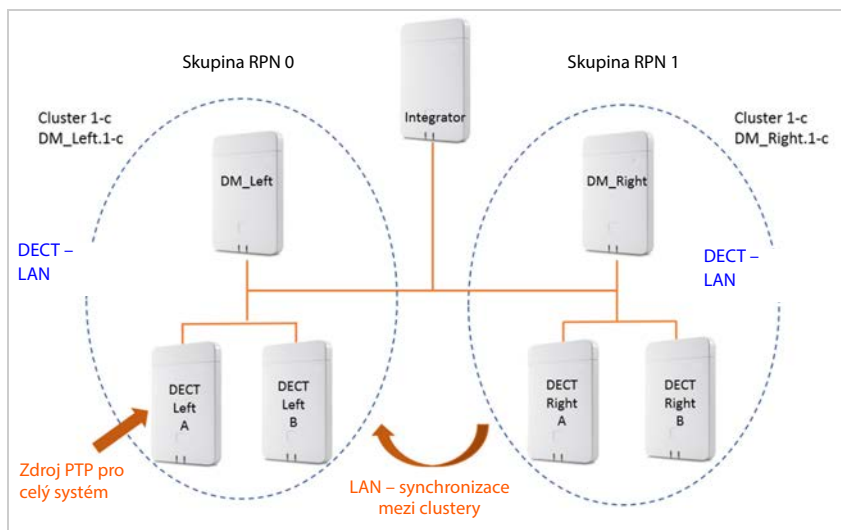 Skupina RPN 0
Skupina RPN 1
Integrator
Cluster 1-c
DM_Left.1-c
Cluster 1-c
DM_Right.1-c
DM_Left
DM_Right
DECT –
LAN
DECT –
LAN
DECT
Left
A
DECT
Left
B
DECT
Right
A
DECT
Right
B
Zdroj PTP pro
celý systém
LAN – synchronizace
mezi clustery